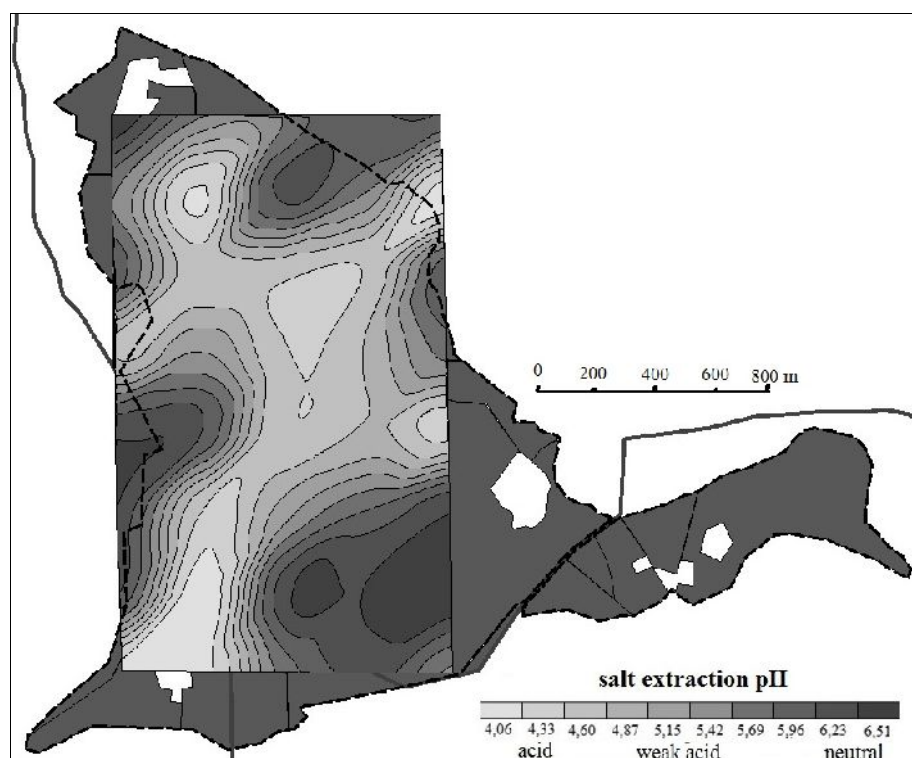 0 200 400 600 800 m
salt extraction pH
4,06 4,33 4,60 4,87 5,15 5,42 5,69 5,95 6,23 6,51
acid weak acid neutral